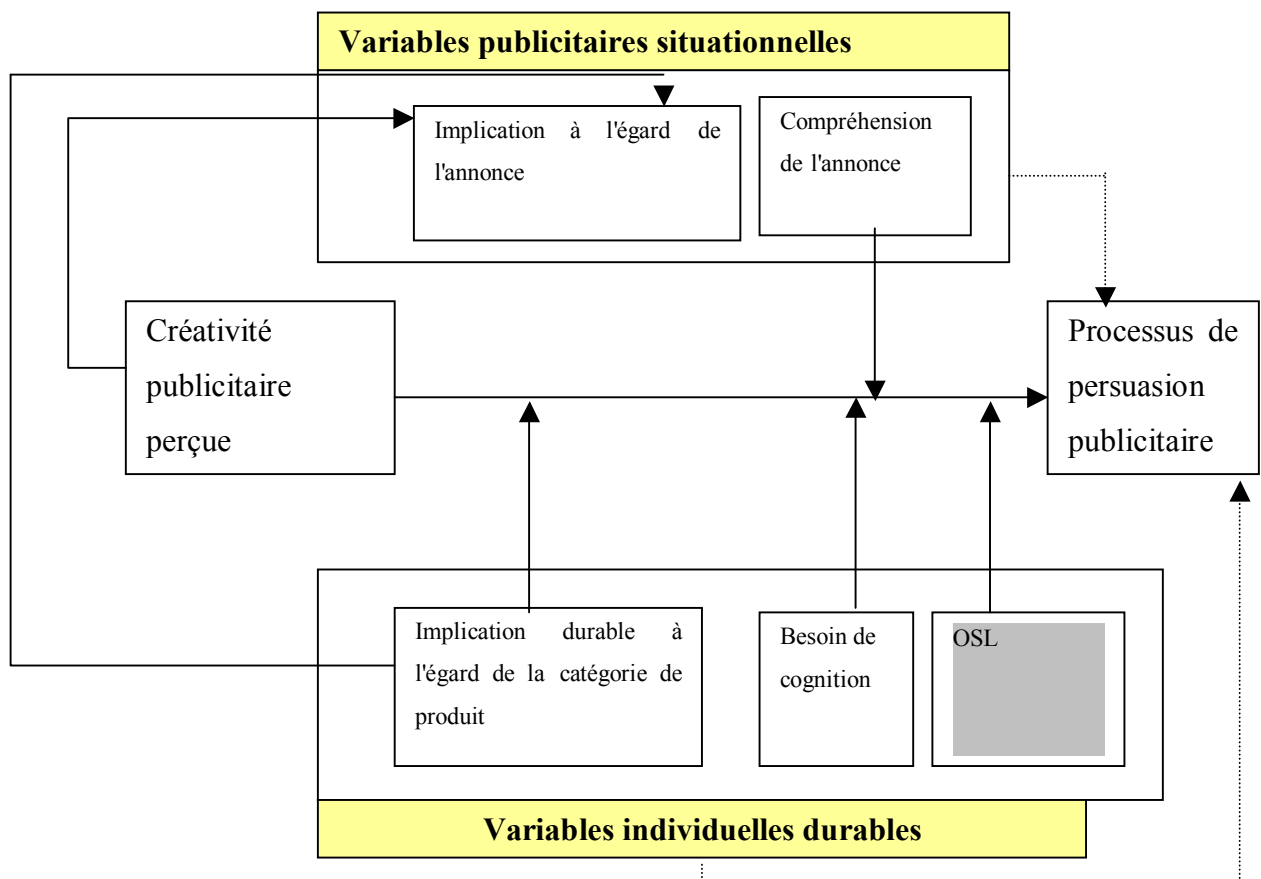 Variables publicitaires situationnelles
Implication à l'égard de
l'annonce
Compréhension
de l'annonce
Créativité
publicitaire
perçue
Processus de
persuasion
publicitaire
Implication durable à
l'égard de la catégorie de
produit
Besoin de
cognition
OSL
Variables individuelles durables